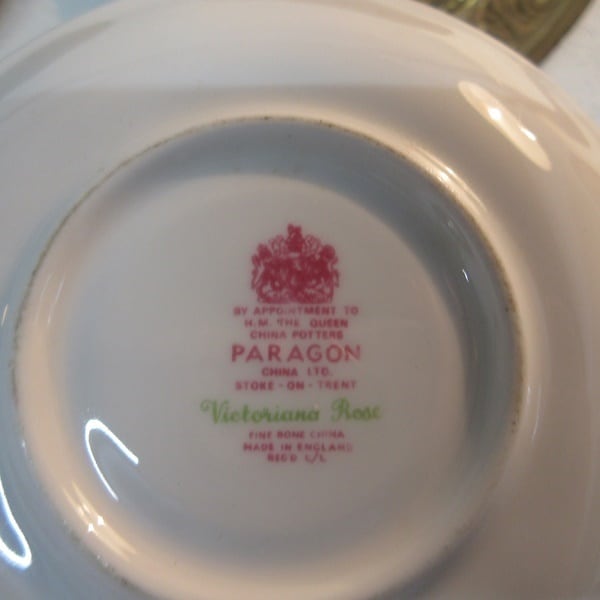 BY APPOINTMENT TO
H.M. THE QUEEN
CHINA POTTERS
PARAGON
CHINA LTD.
STOKE - ON - TRENT
Victoriana Rose
FINE BONE CHINA
MADE IN ENGLAND
REG'D